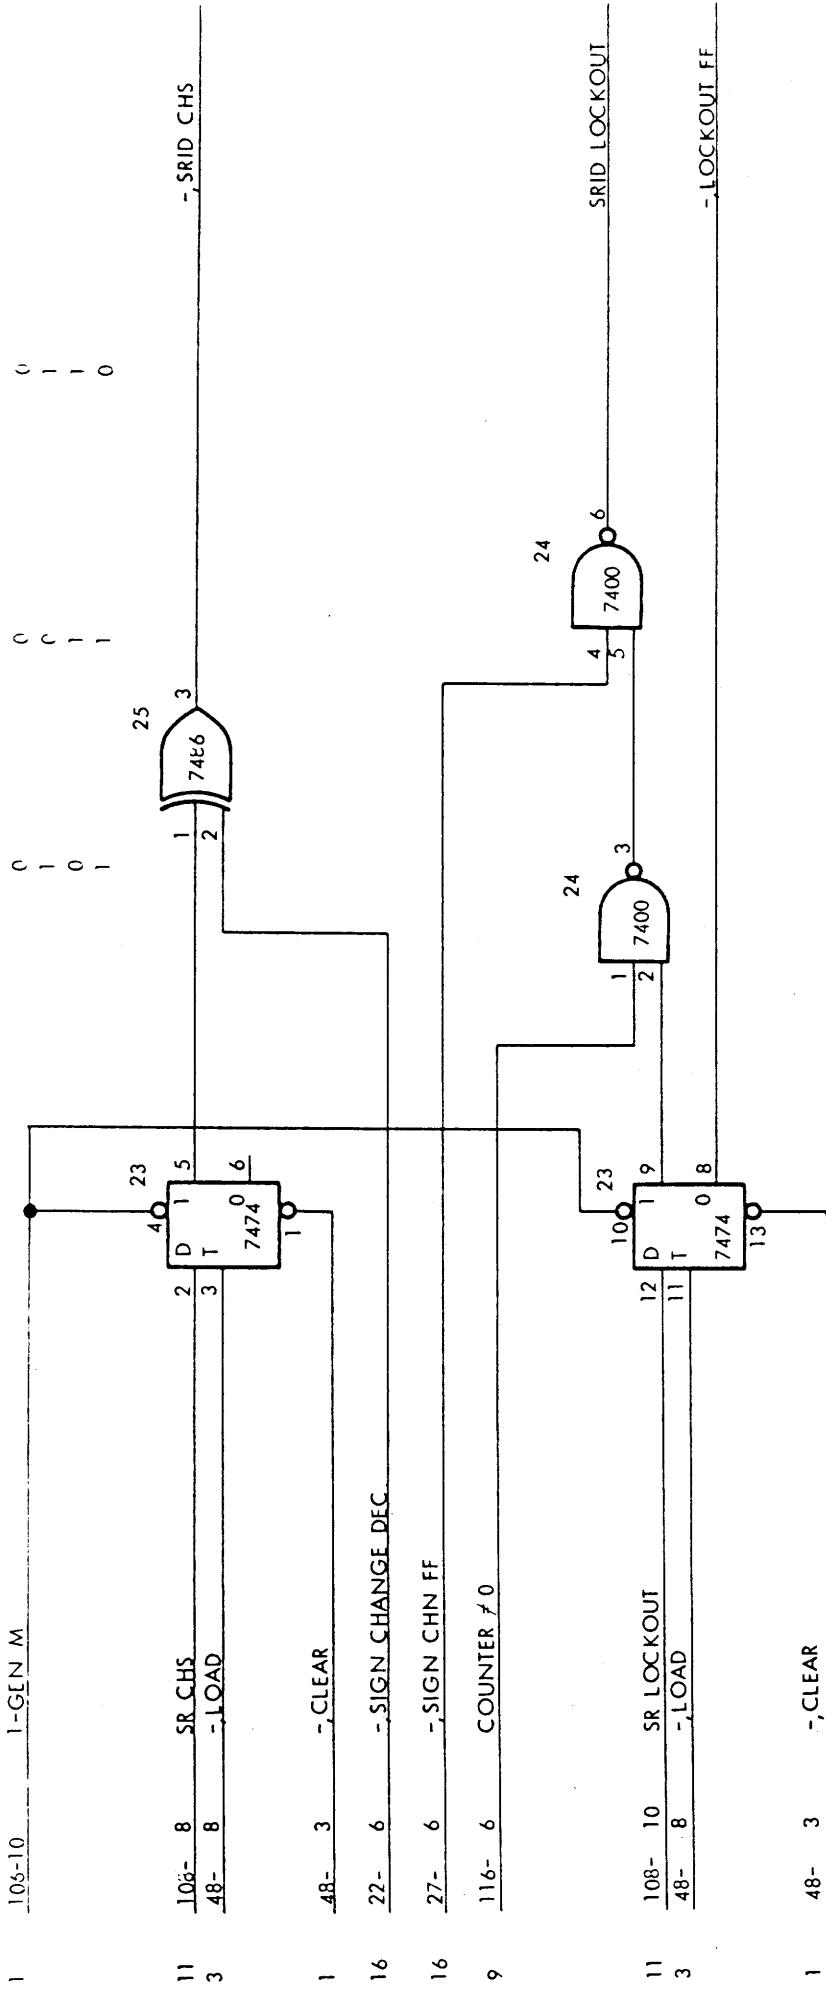 1 106-10 1-GEN M
0 0 0
1 0 1
0 1 1
1 1 0
25
7486
1
2
3
¬SRID CHS
11 108- 8 SR CHS
3 48- 8 ¬LOAD
2
3
D
T
1
0
7474
4
23
5
6
1
1 48- 3 ¬CLEAR
16 22- 6 ¬SIGN CHANGE DEC
16 27- 6 ¬SIGN CHN FF
9 116- 6 COUNTER ≠ 0
24
7400
1
2
3
24
7400
4
5
6
SRID LOCKOUT
11 108- 10 SR LOCKOUT
3 48- 8 ¬LOAD
12
11
D
T
1
0
7474
10
23
9
8
13
¬LOCKOUT FF
1 48- 3 ¬CLEAR